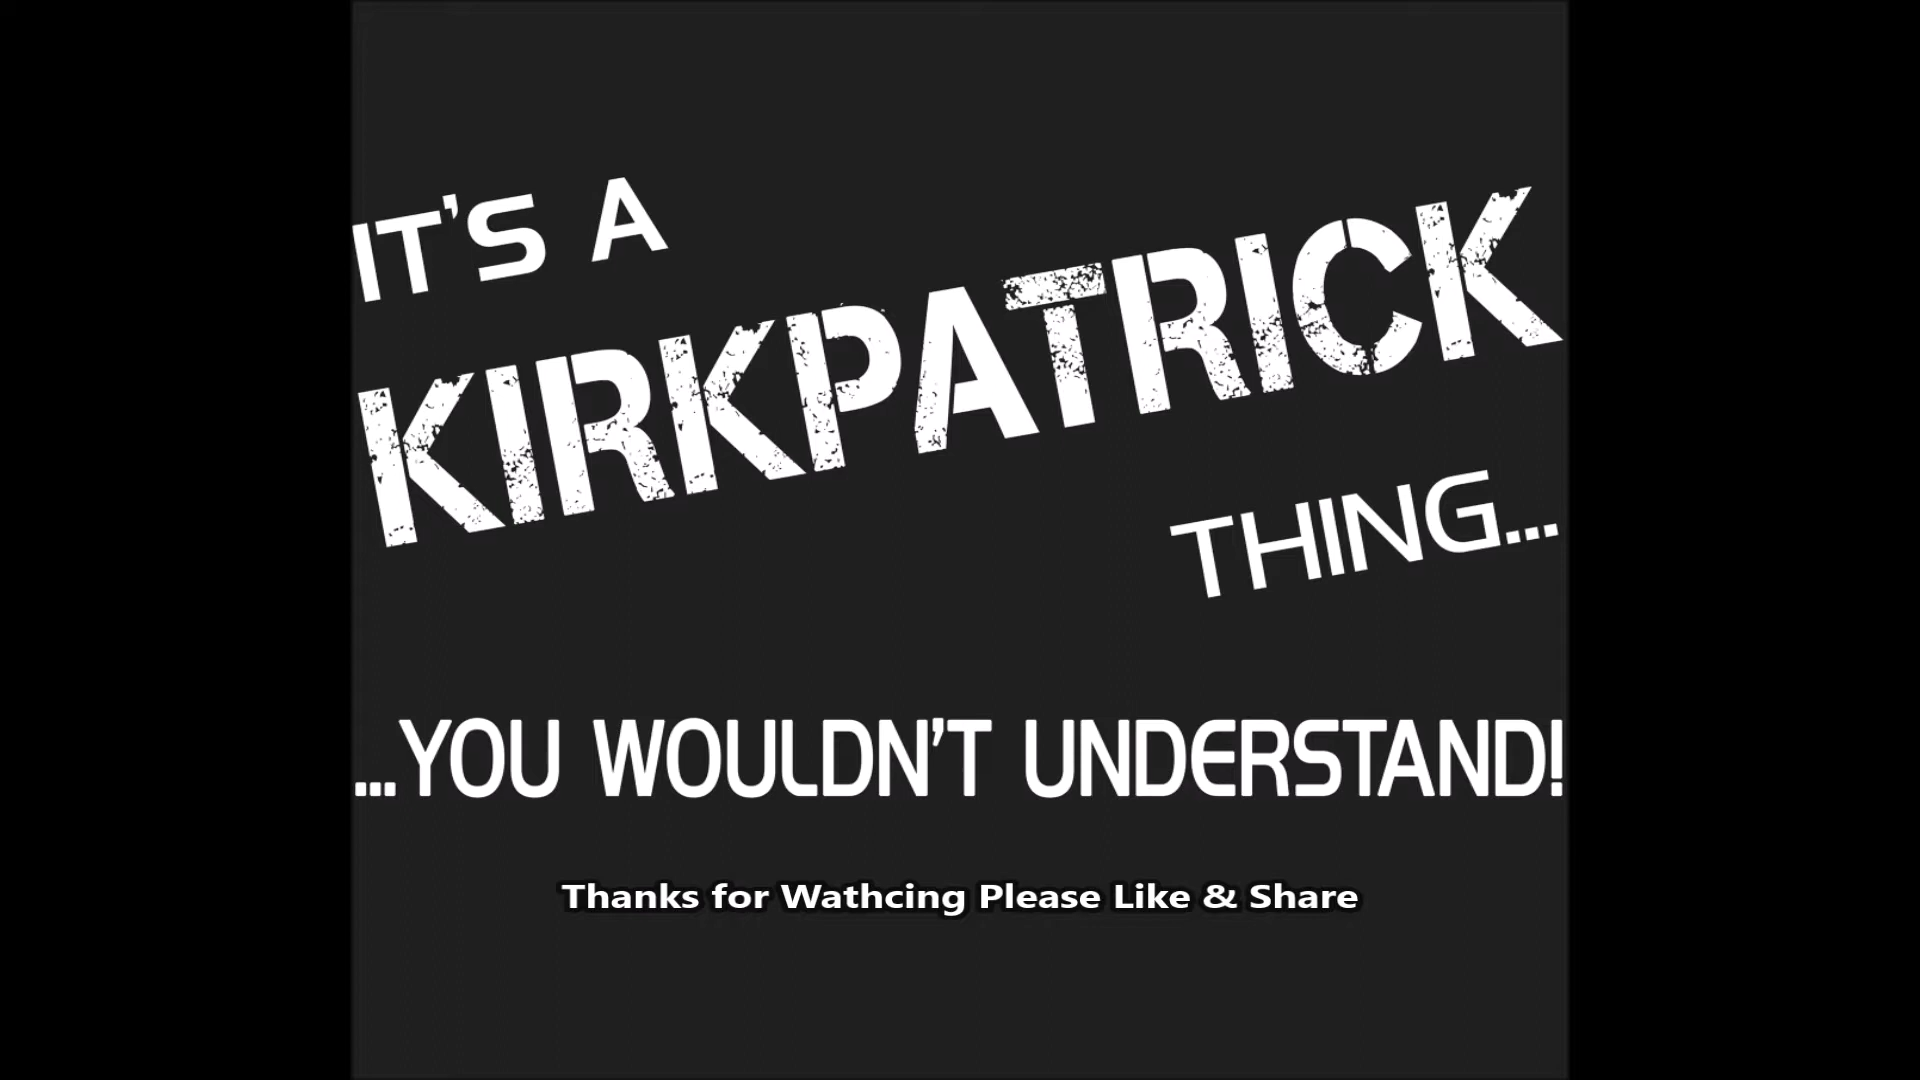 IT'S A
KIRKPATRICK
THING...
...YOU WOULDN'T UNDERSTAND!
Thanks for Wathcing Please Like & Share